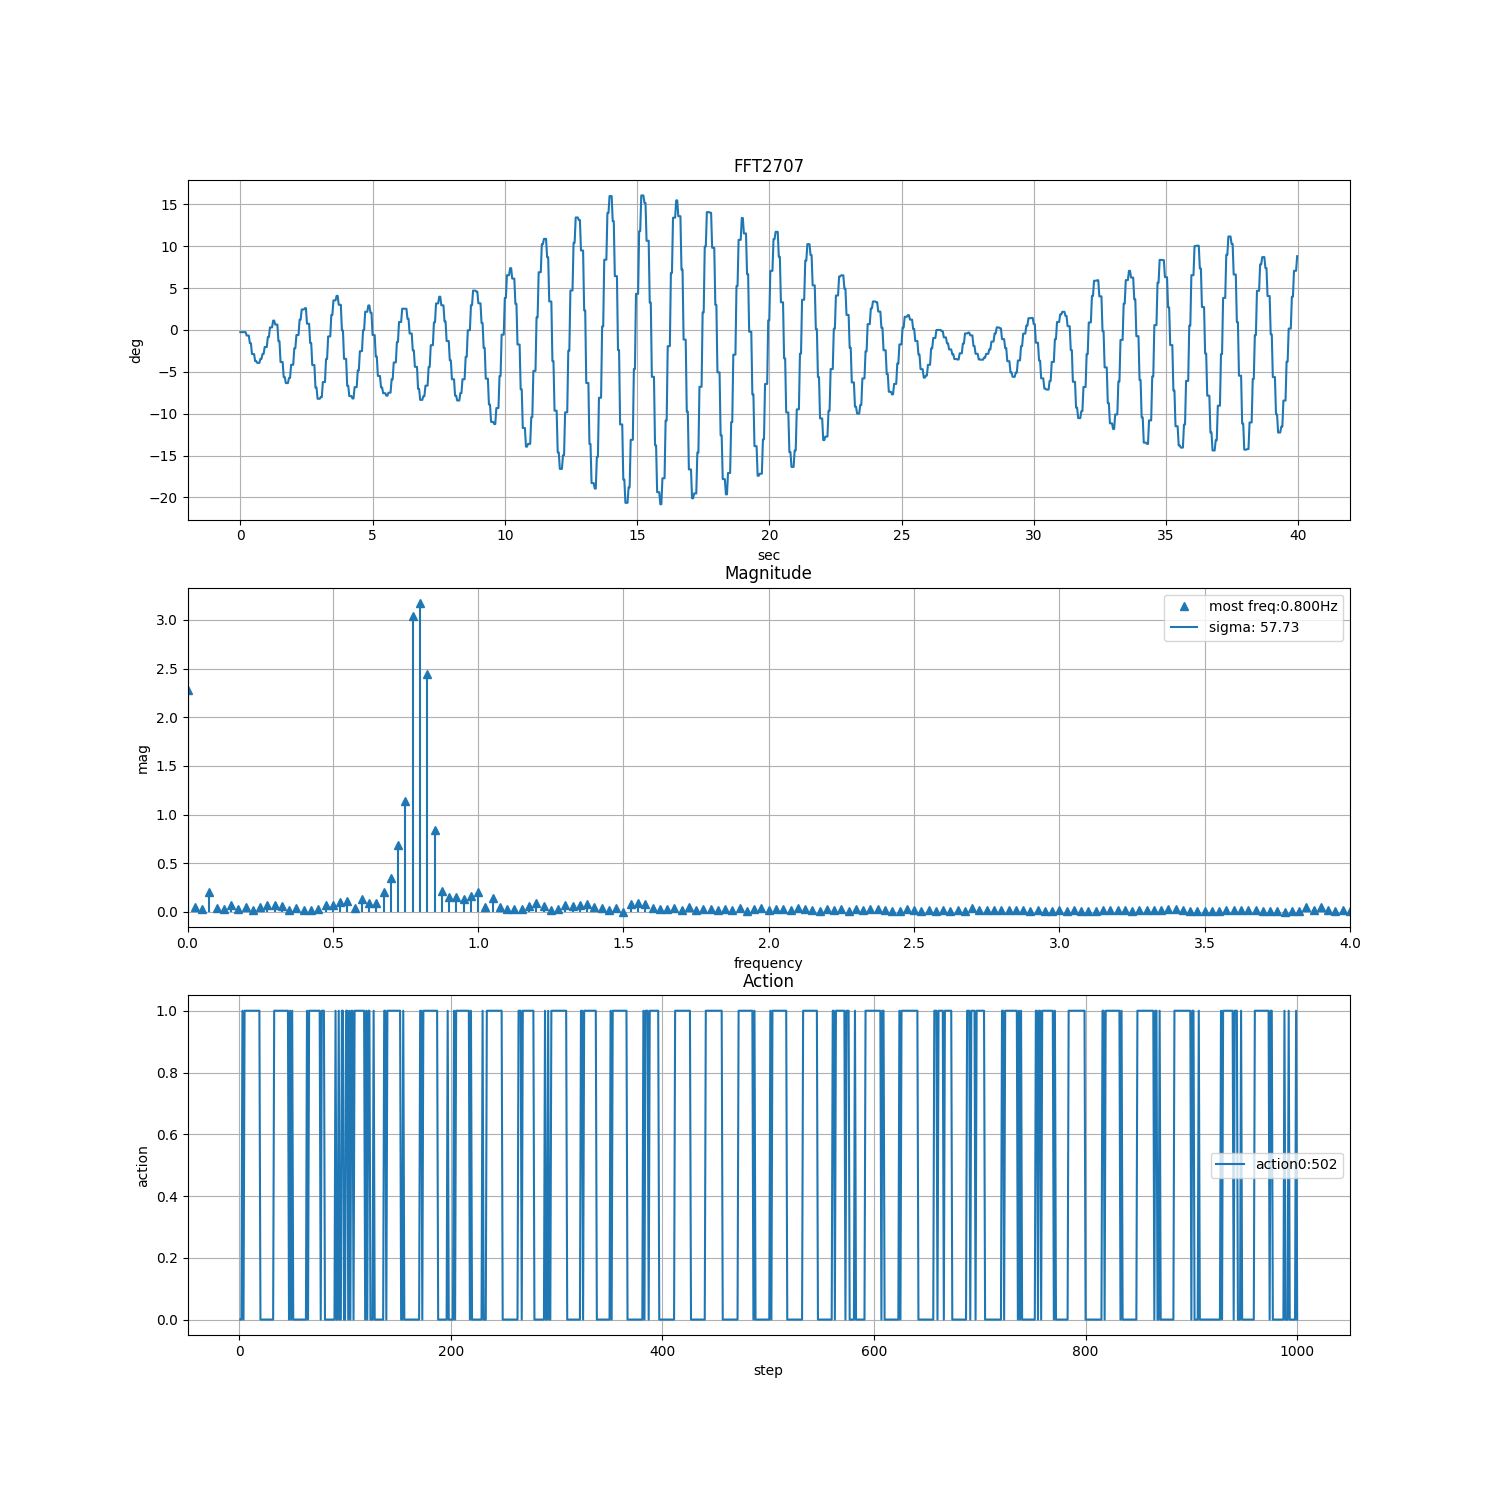 FFT2707
15
10
5
0
−5
−10
−15
−20
deg
0 5 10 15 20 25 30 35 40
sec
Magnitude
most freq:0.800Hz
sigma: 57.73
3.0
2.5
2.0
1.5
1.0
0.5
0.0
mag
0.0 0.5 1.0 1.5 2.0 2.5 3.0 3.5 4.0
frequency
Action
1.0
0.8
0.6
0.4
0.2
0.0
action
action0:502
0 200 400 600 800 1000
step